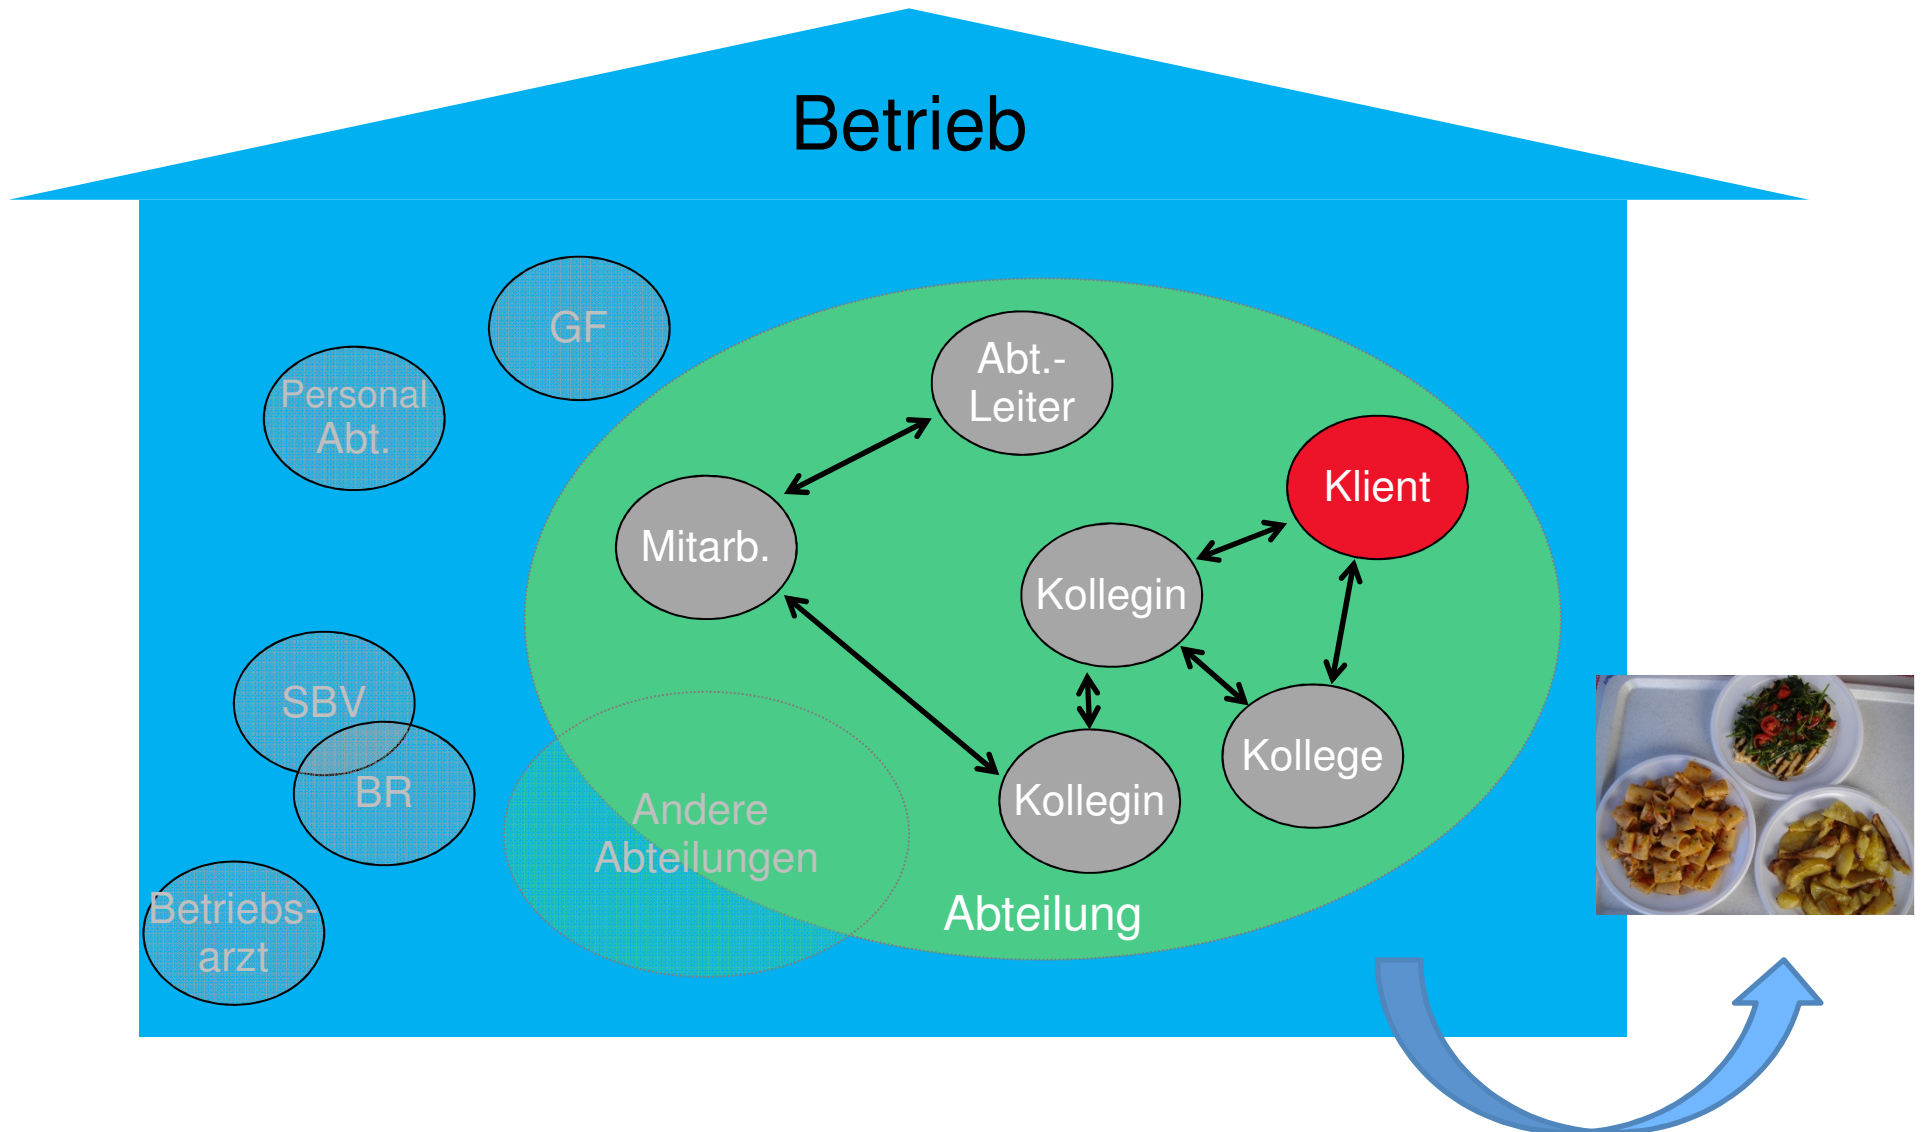 Betrieb
GF
Personal
Abt.
Abt.-
Leiter
Klient
Mitarb.
Kollegin
SBV
BR
Kollege
Kollegin
Andere
Abteilungen
Abteilung
Betriebs-
arzt